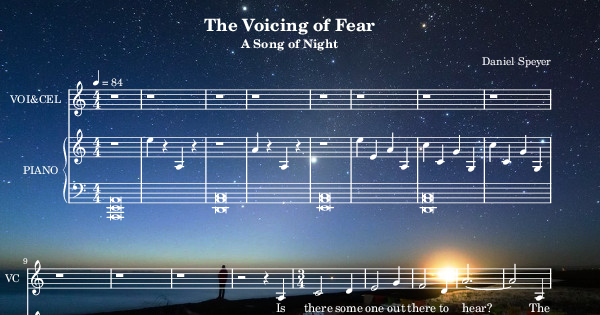 The Voicing of Fear
A Song of Night
Daniel Speyer
= 84
VOI&CEL
PIANO
9
VC
Is there some one out there to hear? The